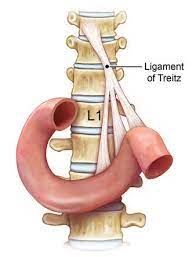 Ligament
of Treitz
L1